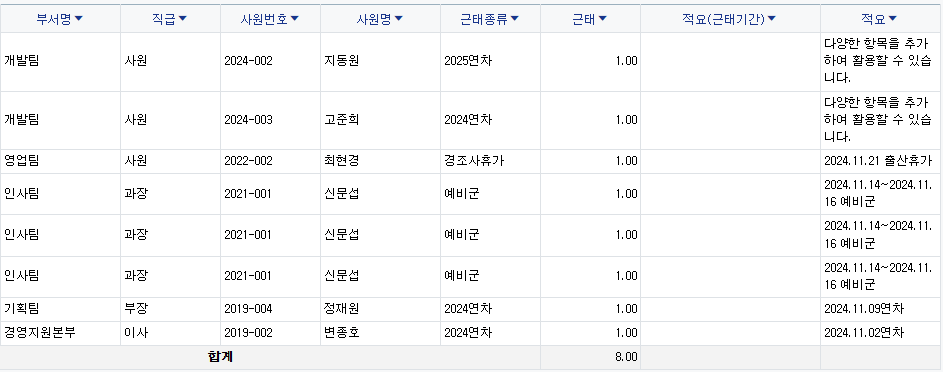 부서명▼ 직급▼ 사원번호▼ 사원명▼ 근태종류▼ 근태▼ 적요(근태기간)▼ 적요▼
개발팀 사원 2024-002 지동원 2025연차 1.00 다양한 항목을 추가
하여 활용할 수 있습
니다.
개발팀 사원 2024-003 고준희 2024연차 1.00 다양한 항목을 추가
하여 활용할 수 있습
니다.
영업팀 사원 2022-002 최현경 경조사휴가 1.00 2024.11.21 출산휴가
인사팀 과장 2021-001 신문섭 예비군 1.00 2024.11.14~2024.11.
16 예비군
인사팀 과장 2021-001 신문섭 예비군 1.00 2024.11.14~2024.11.
16 예비군
인사팀 과장 2021-001 신문섭 예비군 1.00 2024.11.14~2024.11.
16 예비군
기획팀 부장 2019-004 정재원 2024연차 1.00 2024.11.09연차
경영지원본부 이사 2019-002 변종호 2024연차 1.00 2024.11.02연차
합계 8.00